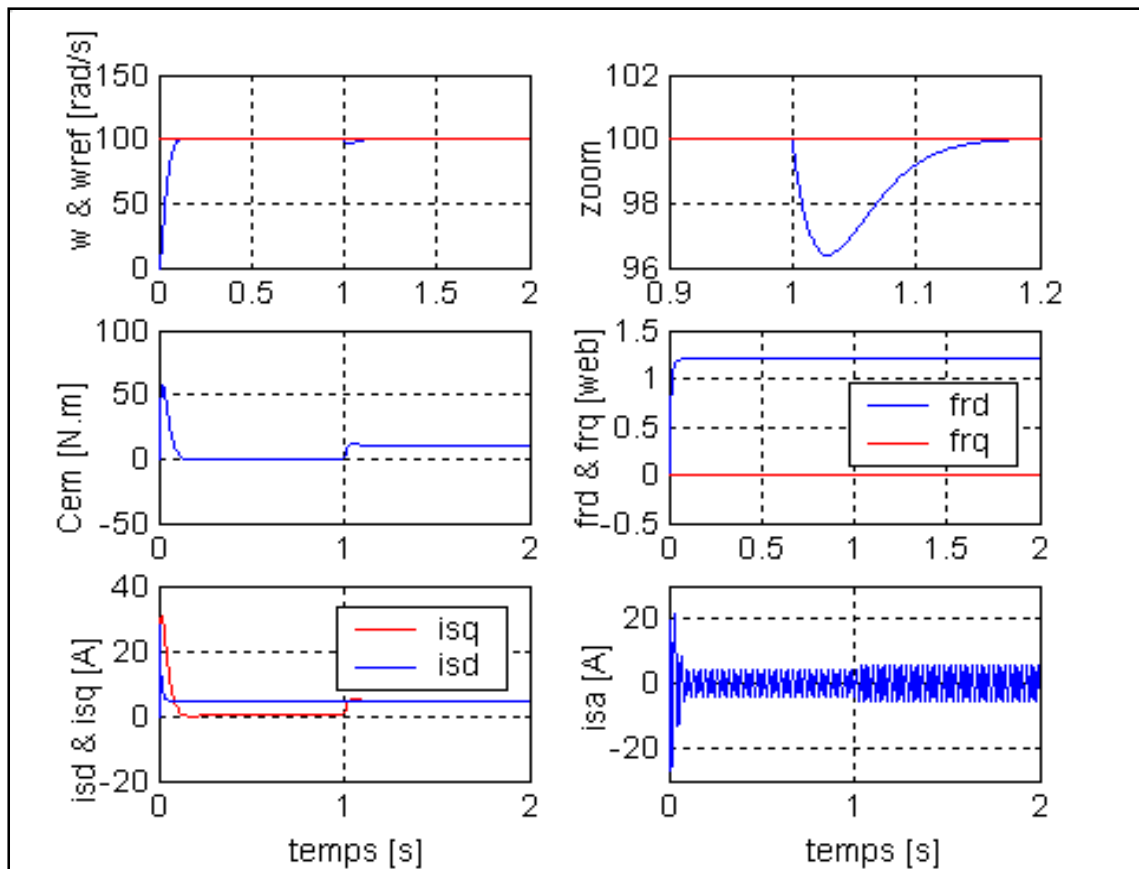 w & wref [rad/s]
150
100
50
0
0 0.5 1 1.5 2
zoom
102
100
98
96
0.9 1 1.1 1.2
Cem [N.m]
100
50
0
-50
0 1 2
frd & frq [web]
1.5
1
0.5
0
-0.5
0 0.5 1 1.5 2
frd
frq
isd & isq [A]
40
20
0
-20
0 1 2
isq
isd
temps [s]
isa [A]
20
0
-20
0 1 2
temps [s]